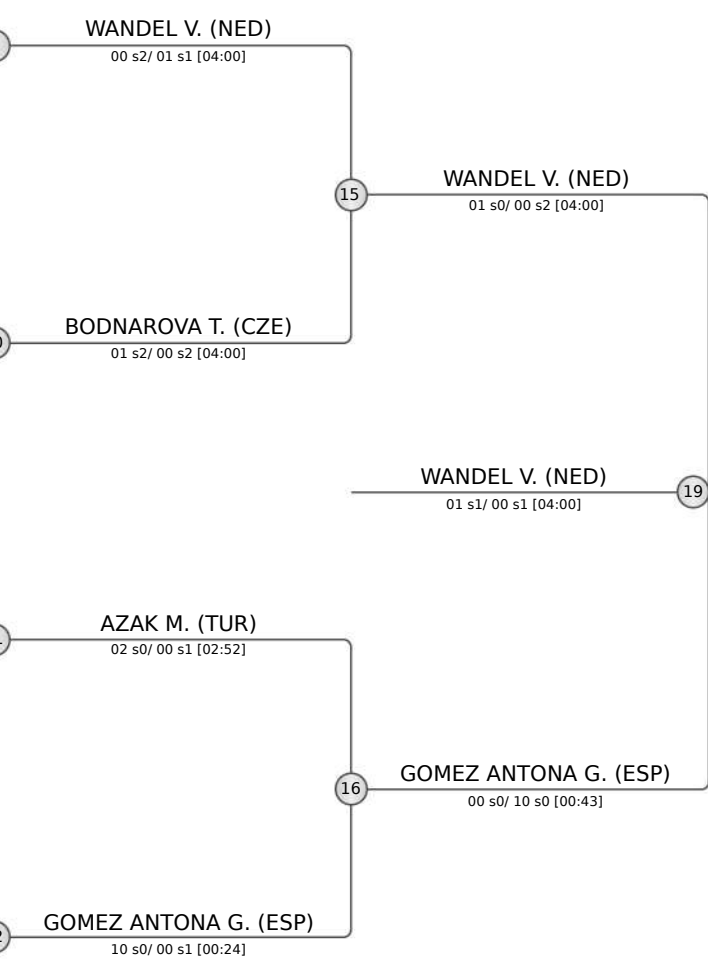 WANDEL V. (NED)
00 s2/ 01 s1 [04:00]
15
WANDEL V. (NED)
01 s0/ 00 s2 [04:00]
BODNAROVA T. (CZE)
01 s2/ 00 s2 [04:00]
WANDEL V. (NED)
19
01 s1/ 00 s1 [04:00]
AZAK M. (TUR)
02 s0/ 00 s1 [02:52]
16
GOMEZ ANTONA G. (ESP)
00 s0/ 10 s0 [00:43]
GOMEZ ANTONA G. (ESP)
10 s0/ 00 s1 [00:24]